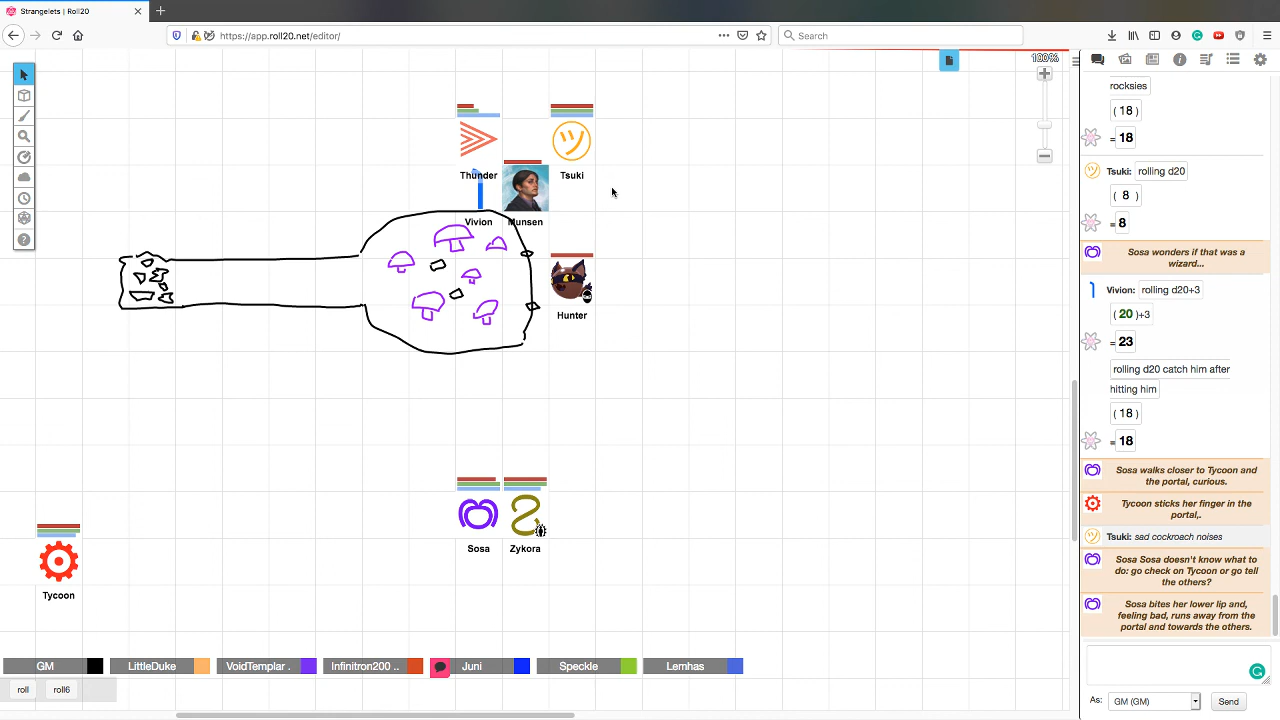 Strangelets | Roll20
https://app.roll20.net/editor/
Search
100%
Thunder
ツ
Tsuki
Vivion
Munsen
Hunter
Sosa
Zykora
Tycoon
rocksies
( 18 )
= 18
Tsuki: rolling d20
( 8 )
= 8
Sosa wonders if that was a
wizard...
Vivion: rolling d20+3
( 20 )+3
= 23
rolling d20 catch him after
hitting him
( 18 )
= 18
Sosa walks closer to Tycoon and
the portal, curious.
Tycoon sticks her finger in the
portal,.
Tsuki: sad cockroach noises
Sosa Sosa doesn't know what to
do: go check on Tycoon or go tell
the others?
Sosa bites her lower lip and,
feeling bad, runs away from the
portal and towards the others.
GM
LittleDuke
VoidTemplar .
Infinitron200 ..
Juni
Speckle
Lemhas
roll
roll6
As:
GM (GM)
Send